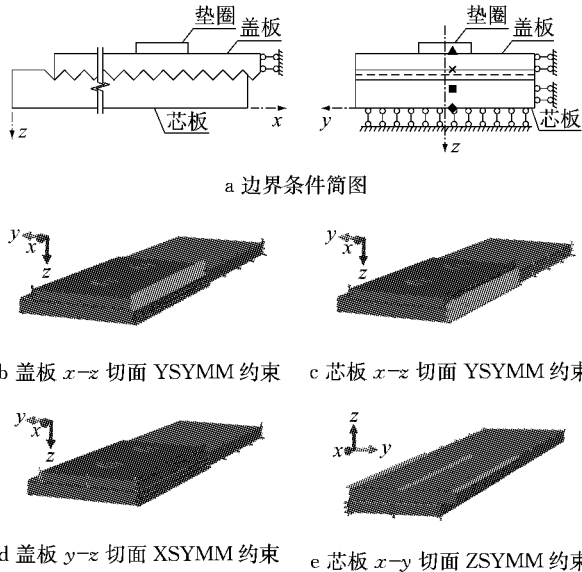 垫圈
盖板
垫圈
盖板
x
z
芯板
y
z
芯板
a 边界条件简图
y
x
z
y
x
z
b 盖板 x-z 切面 YSYMM 约束
c 芯板 x-z 切面 YSYMM 约束
y
x
z
z
x
y
d 盖板 y-z 切面 XSYMM 约束
e 芯板 x-y 切面 ZSYMM 约束